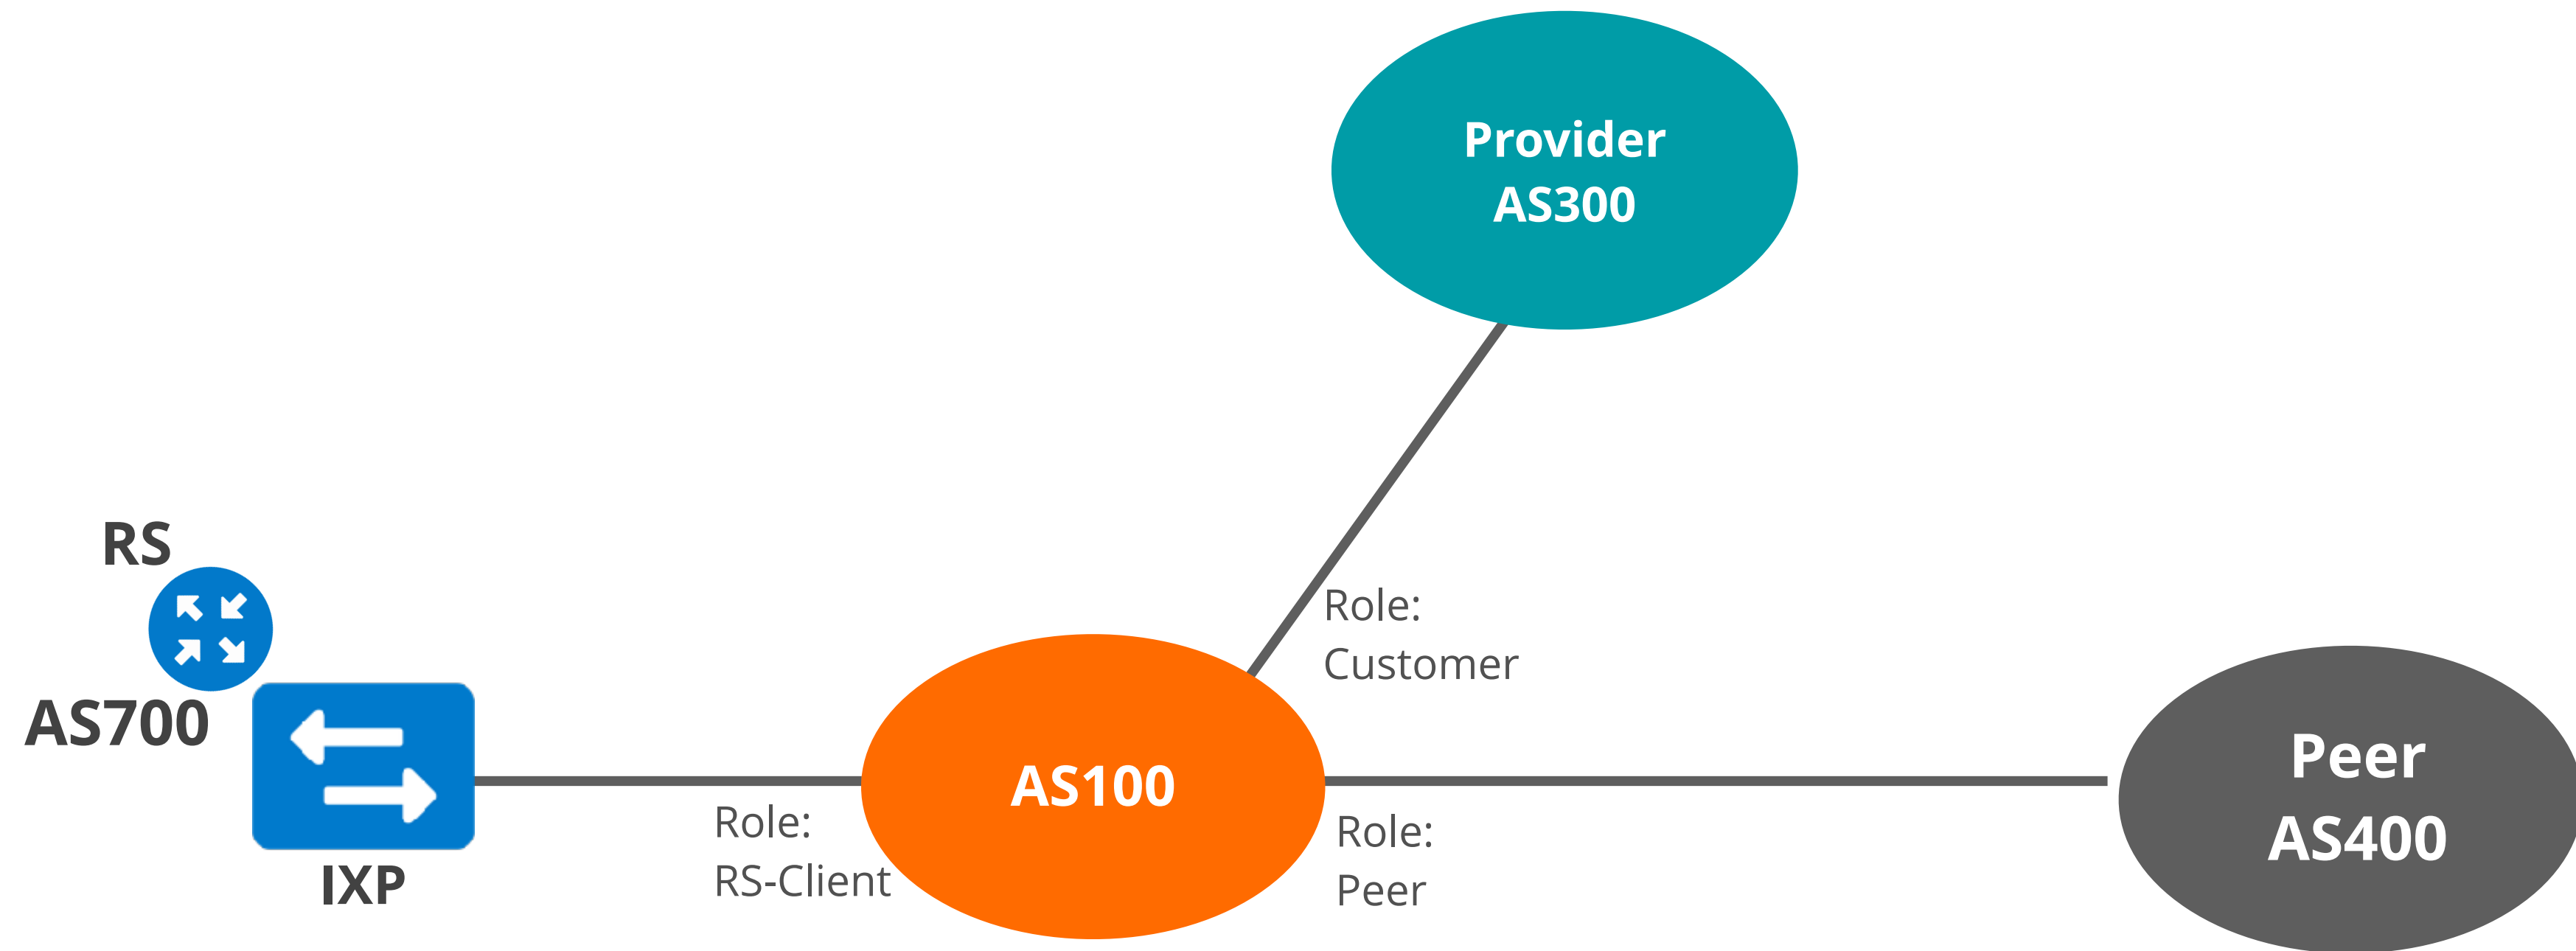 Provider
AS300
RS
AS700
IXP
Role:
Customer
AS100
Role:
RS-Client
Role:
Peer
Peer
AS400